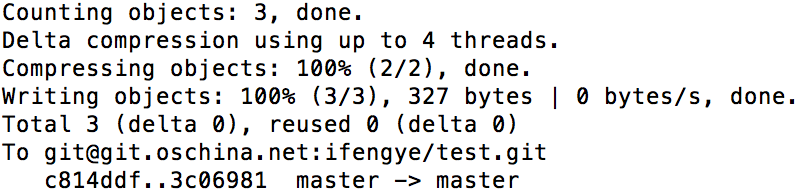 Counting objects: 3, done.
Delta compression using up to 4 threads.
Compressing objects: 100% (2/2), done.
Writing objects: 100% (3/3), 327 bytes | 0 bytes/s, done.
Total 3 (delta 0), reused 0 (delta 0)
To git@git.oschina.net:ifengye/test.git
   c814ddf..3c06981  master -> master